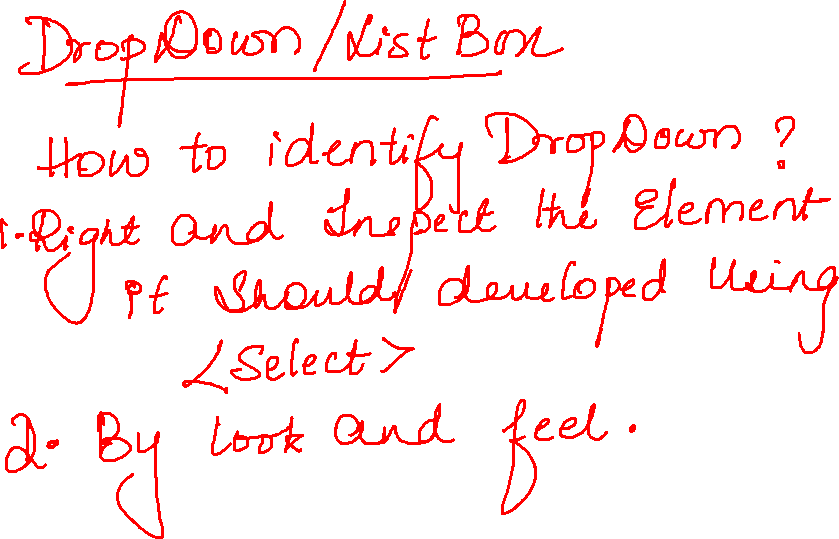 DropDown/List Box
How to identify DropDown ?
1.Right and Inspect the Element
it Should developed Using
<Select>
2. By look and feel.